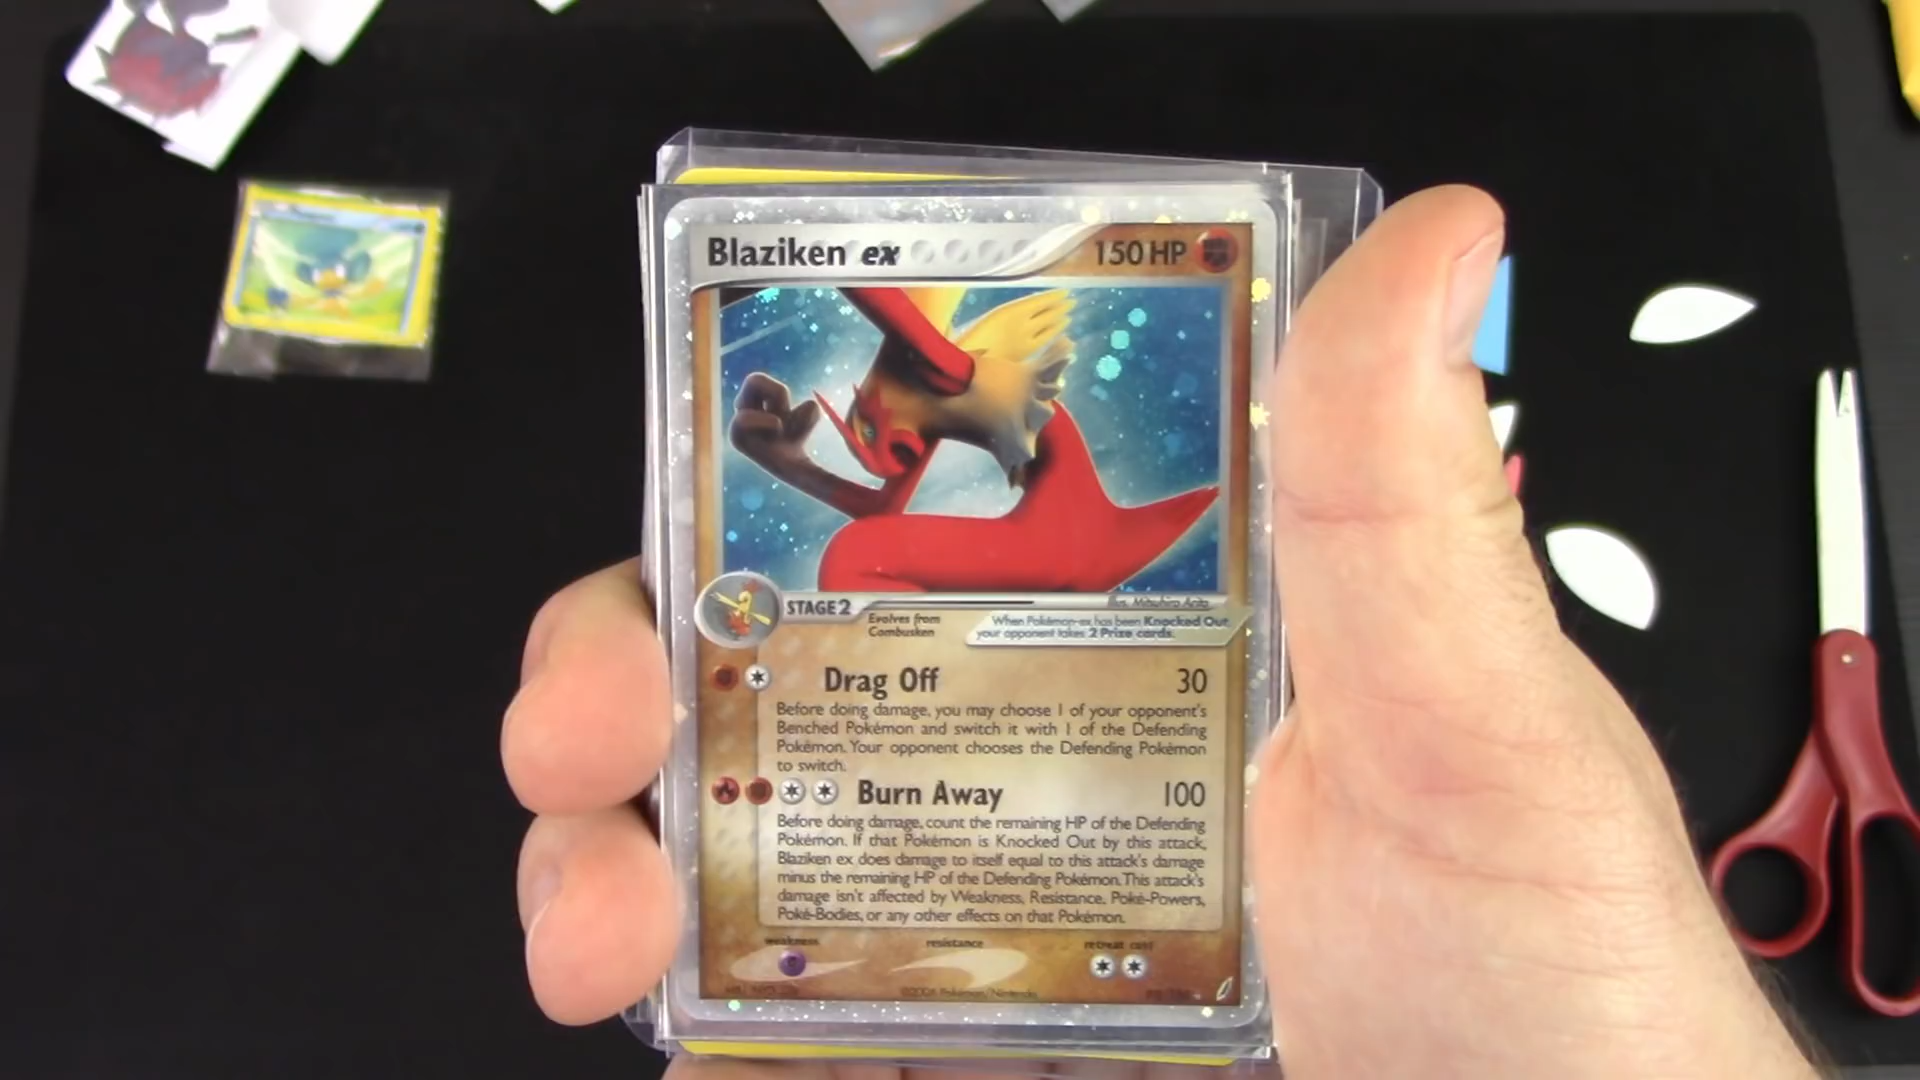 Blaziken ex 150 HP
STAGE 2
Illus. Mitsuhiro Arita
Evolves from
Combusken
When Pokémon-ex has been Knocked Out,
your opponent takes 2 Prize cards.
Drag Off 30
Before doing damage, you may choose 1 of your opponent's
Benched Pokémon and switch it with 1 of the Defending
Pokémon. Your opponent chooses the Defending Pokémon
to switch.
Burn Away 100
Before doing damage, count the remaining HP of the Defending
Pokémon. If that Pokémon is Knocked Out by this attack,
Blaziken ex does damage to itself equal to this attack's damage
minus the remaining HP of the Defending Pokémon. This attack's
damage isn't affected by Weakness, Resistance, Poké-Powers,
Poké-Bodies, or any other effects on that Pokémon.
weakness resistance retreat cost
©2006 Pokémon/Nintendo